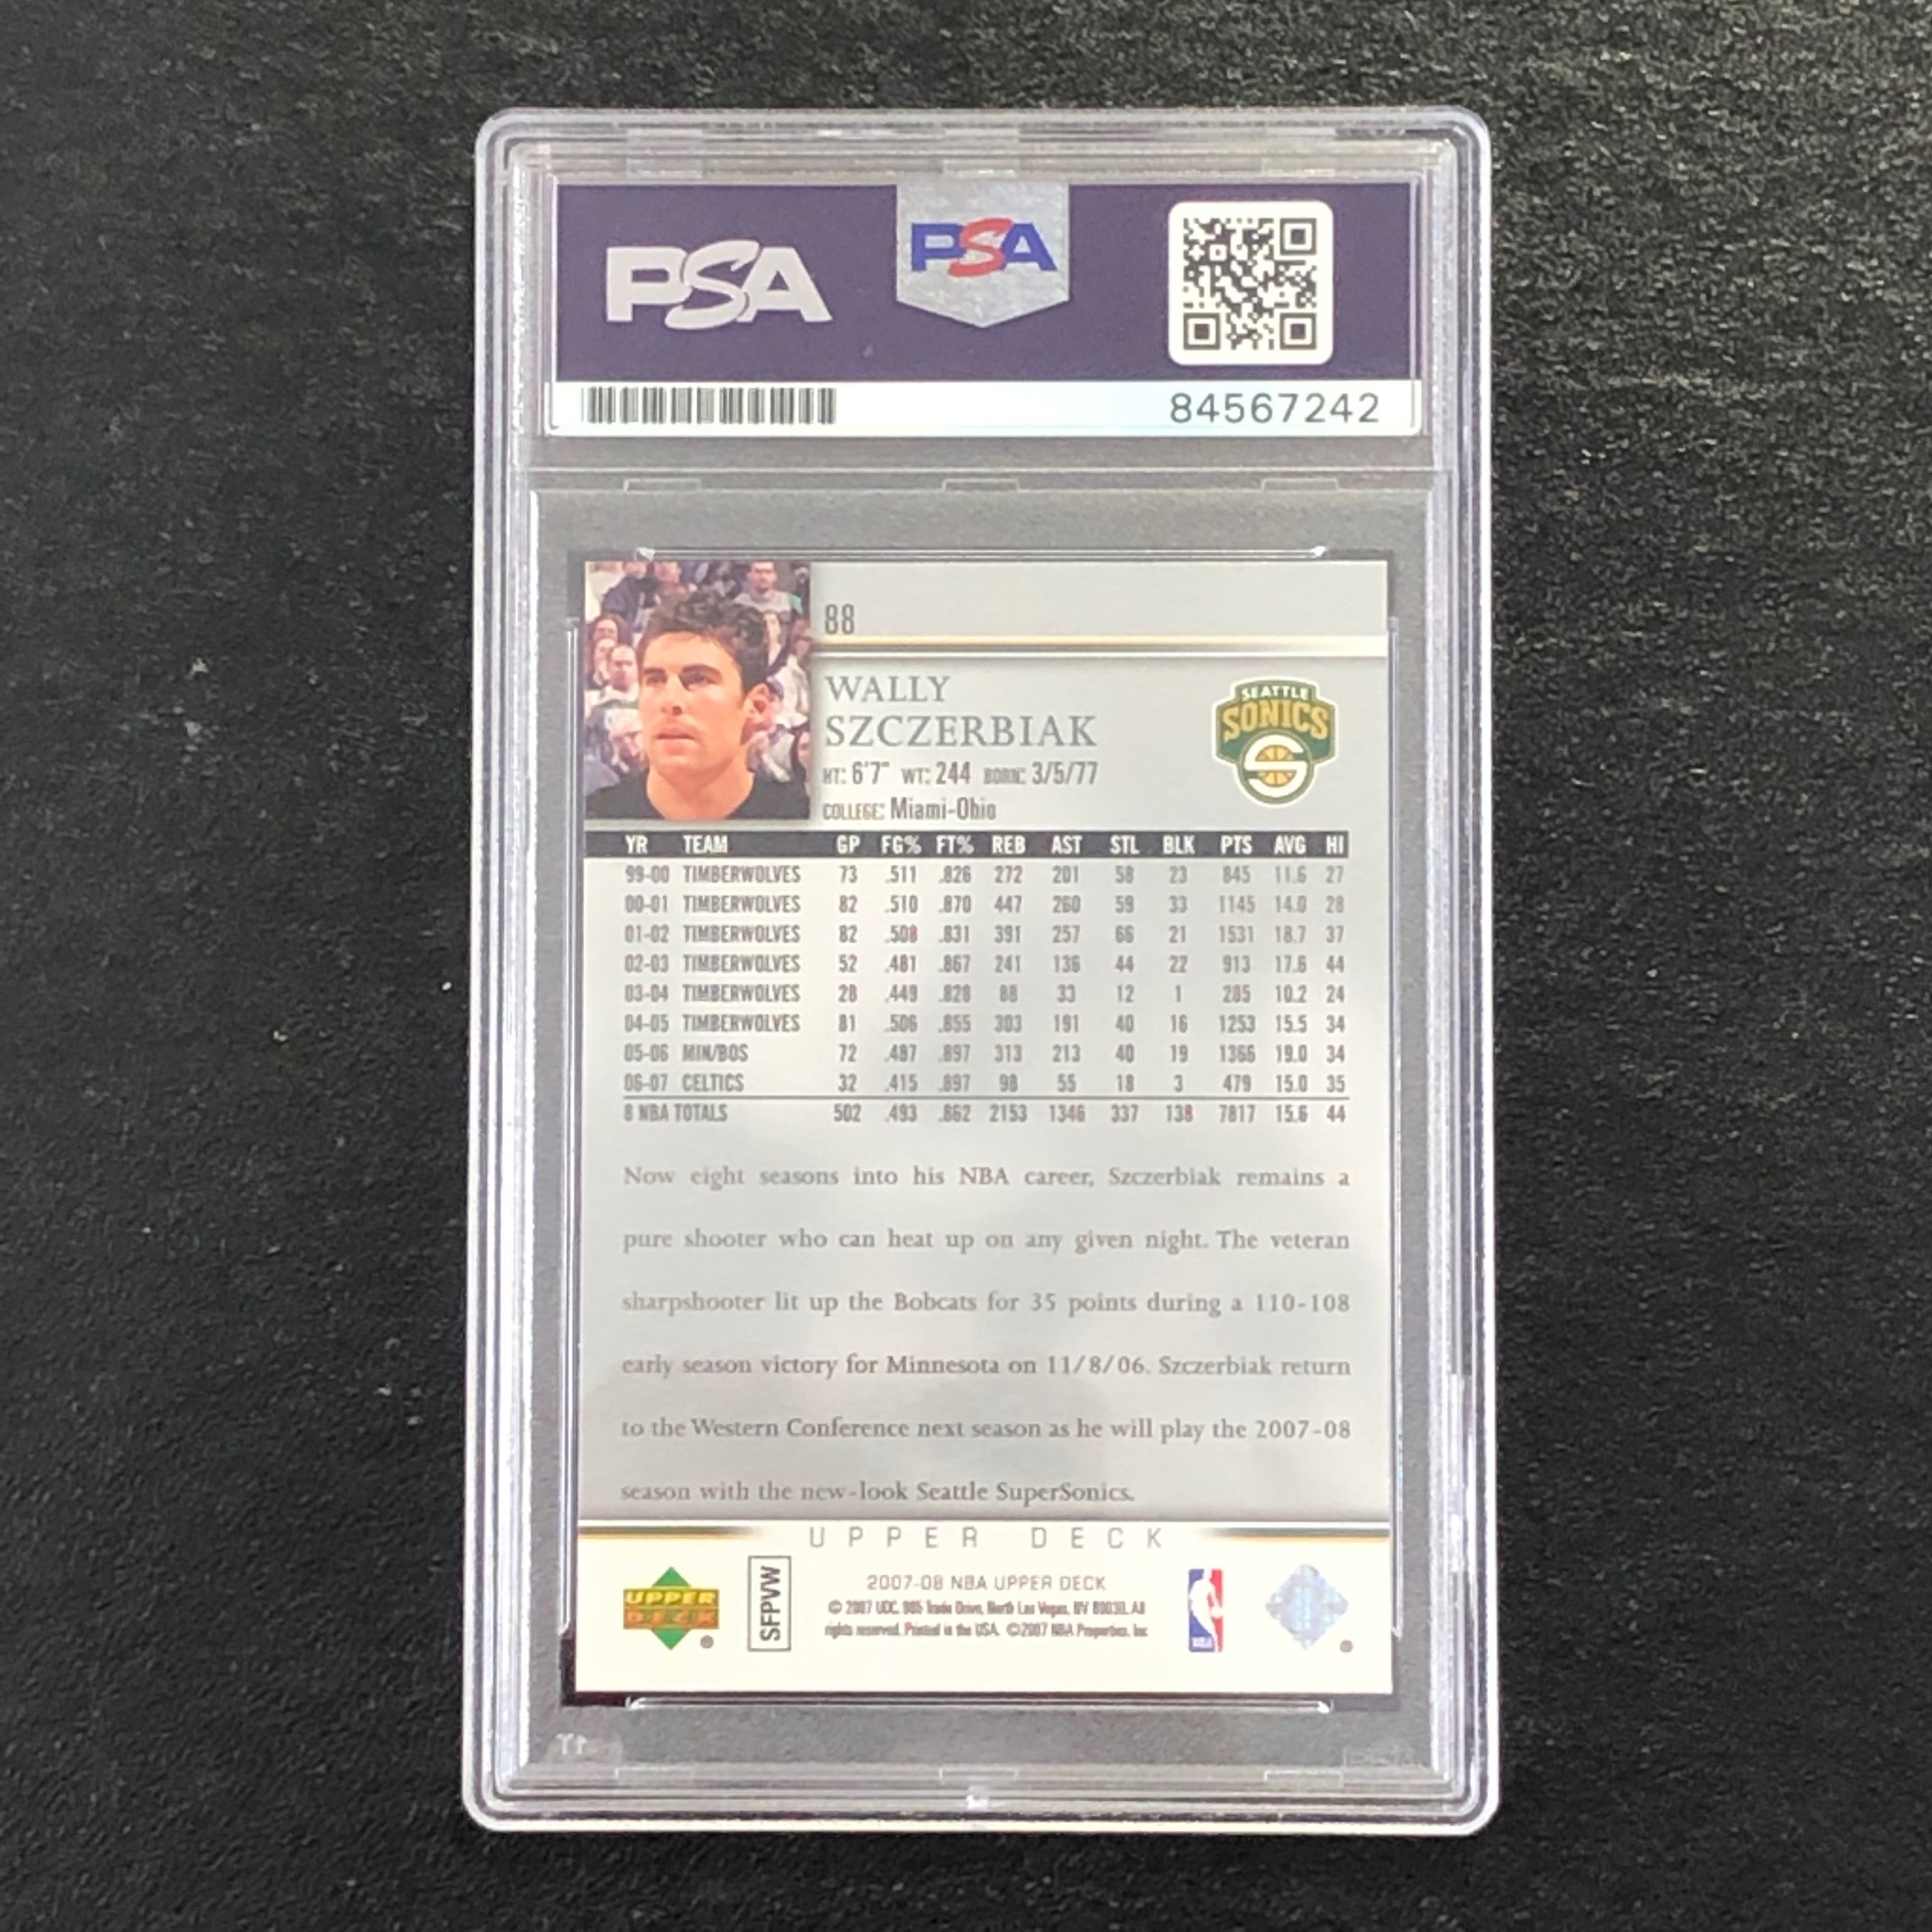 PSA
PSA
84567242
88
WALLY
SZCZERBIAK
SEATTLE
SONICS
HT: 6'7" WT: 244 BORN: 3/5/77
COLLEGE: Miami-Ohio
YR TEAM GP FG% FT% REB AST STL BLK PTS AVG HI
99-00 TIMBERWOLVES 73 .511 .826 272 201 58 23 845 11.6 27
00-01 TIMBERWOLVES 82 .510 .870 447 260 59 33 1145 14.0 28
01-02 TIMBERWOLVES 82 .508 .831 391 257 66 21 1531 18.7 37
02-03 TIMBERWOLVES 52 .481 .867 241 136 44 22 913 17.6 44
03-04 TIMBERWOLVES 28 .449 .828 88 33 12 1 285 10.2 24
04-05 TIMBERWOLVES 81 .506 .855 303 191 40 16 1253 15.5 34
05-06 MIN/BOS 72 .487 .897 313 213 40 19 1366 19.0 34
06-07 CELTICS 32 .415 .897 98 55 18 3 479 15.0 35
8 NBA TOTALS 502 .493 .862 2153 1346 337 138 7817 15.6 44
Now eight seasons into his NBA career, Szczerbiak remains a
pure shooter who can heat up on any given night. The veteran
sharpshooter lit up the Bobcats for 35 points during a 110-108
early season victory for Minnesota on 11/8/06. Szczerbiak return
to the Western Conference next season as he will play the 2007-08
season with the new-look Seattle SuperSonics.
UPPER DECK
UPPER
DECK
SFPVW
2007-08 NBA UPPER DECK
© 2007 UDC, 985 Trade Drive, North Las Vegas, NV 89030. All
rights reserved. Printed in the USA. ©2007 NBA Properties, Inc